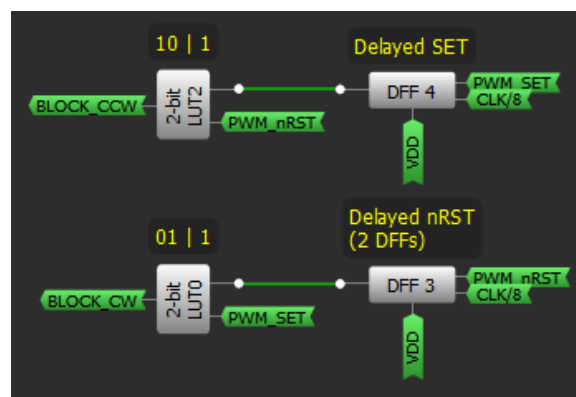 10 | 1
Delayed SET
BLOCK_CCW
2-bit
LUT2
PWM_nRST
DFF 4
PWM_SET
CLK/8
VDD
01 | 1
Delayed nRST
(2 DFFs)
BLOCK_CW
2-bit
LUT0
PWM_SET
DFF 3
PWM_nRST
CLK/8
VDD